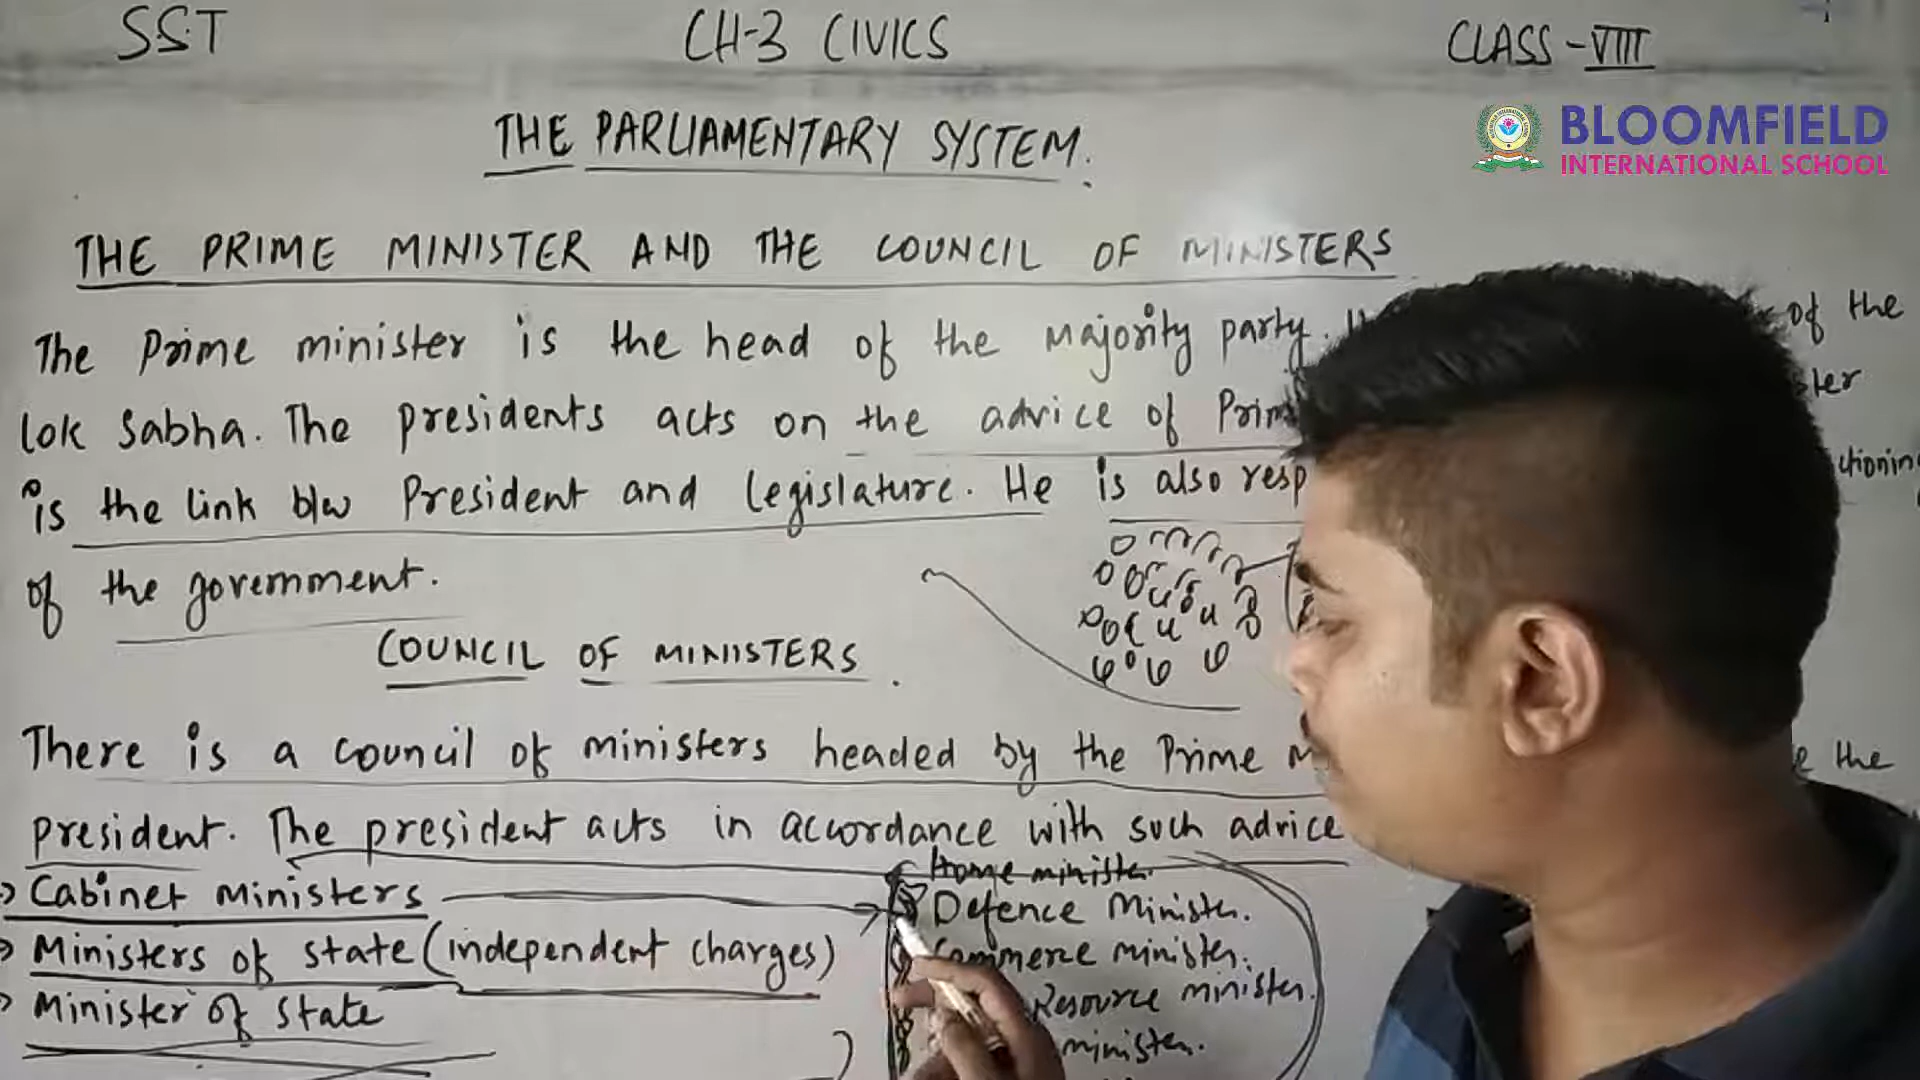 S.S.T CH-3 CIVICS CLASS-VIII
BLOOMFIELD
INTERNATIONAL SCHOOL
THE PARLIAMENTARY SYSTEM.
THE PRIME MINISTER AND THE COUNCIL OF MINISTERS
The Prime minister is the head of the Majority party. of the
lok Sabha. The presidents acts on the advice of
is the link b/w President and legislature. He is also
of the government.
COUNCIL OF MINISTERS.
There is a council of ministers headed by the Prime the
president. The president acts in accordance with such advice
Home minister
Cabinet ministers Defence Minister.
Ministers of state (independent charges) Commerce minister.
Resource minister.
Minister of state minister.